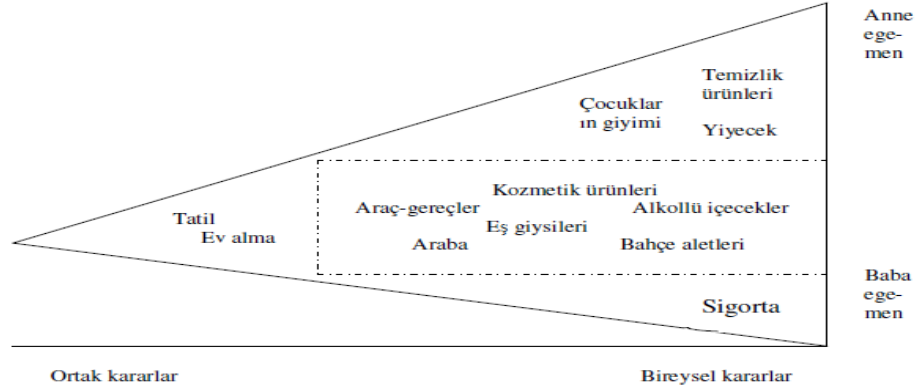 Anne
ege-
men
Temizlik
ürünleri
Çocuklar
ın giyimi
Yiyecek
Kozmetik ürünleri
Araç-gereçler
Alkollü içecekler
Tatil
Eş giysileri
Ev alma
Araba
Bahçe aletleri
Baba
ege-
men
Sigorta
Ortak kararlar
Bireysel kararlar